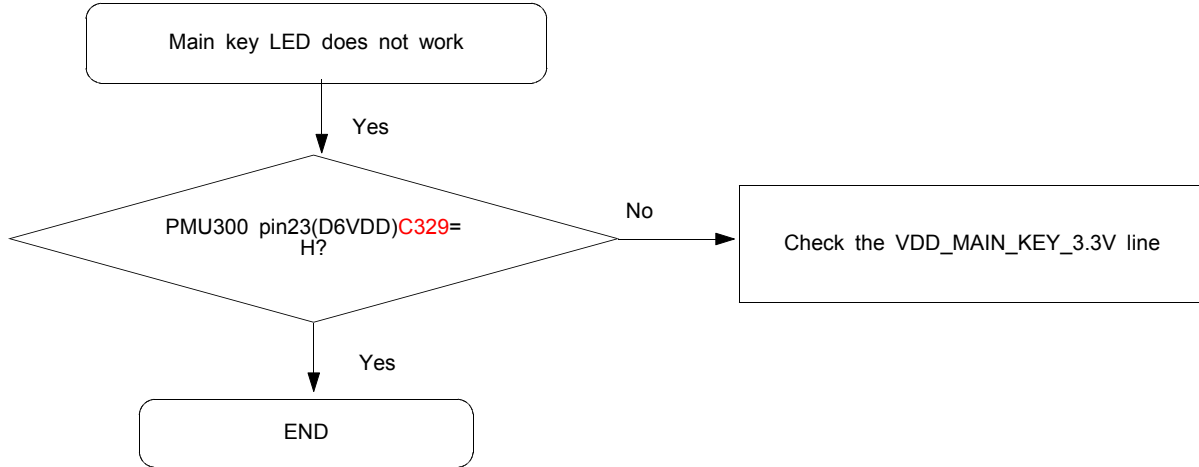 Main key LED does not work
Yes
PMU300 pin23(D6VDD)C329=
H?
No
Check the VDD_MAIN_KEY_3.3V line
Yes
END